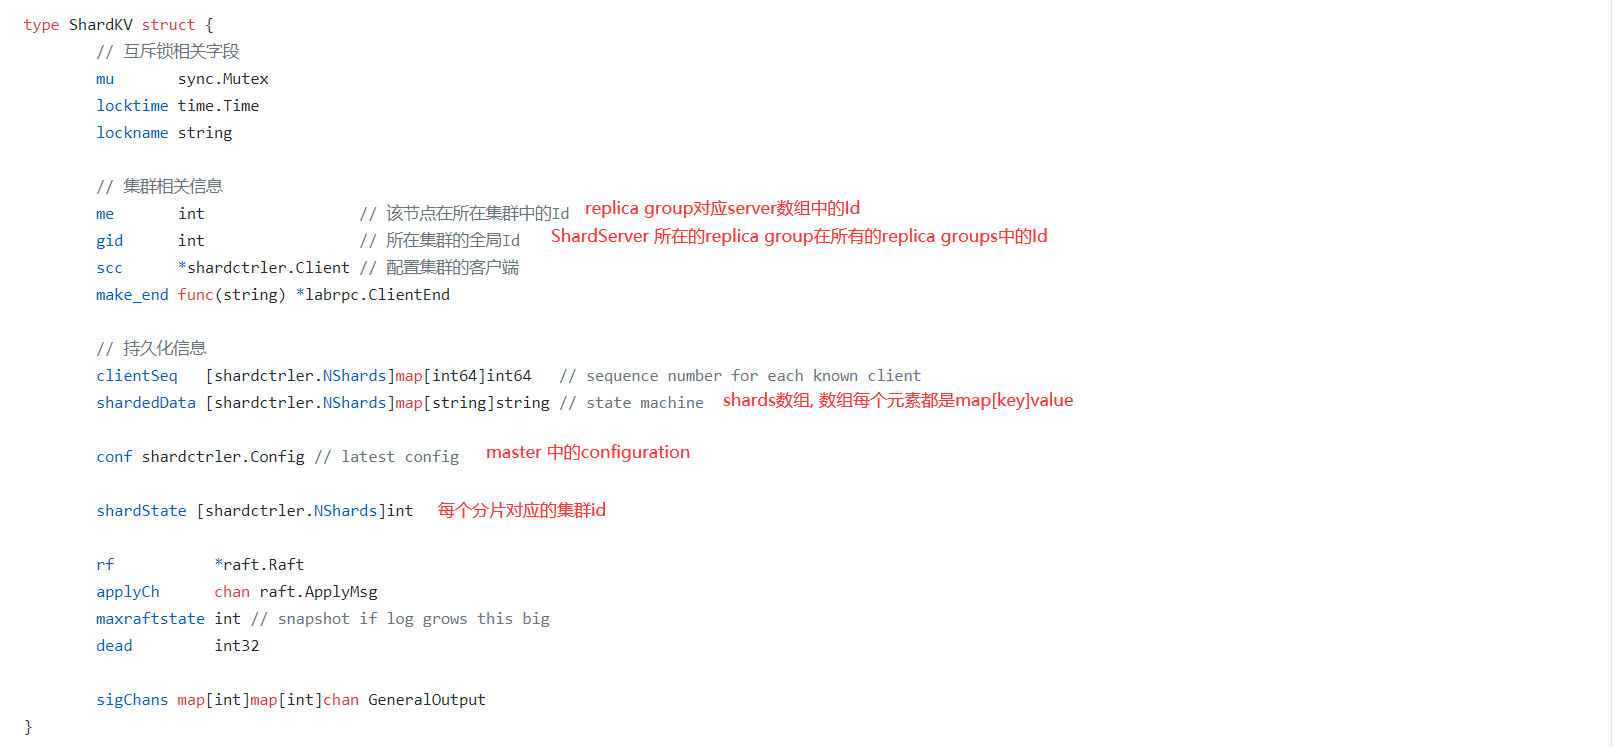 type ShardKV struct {
// 互斥锁相关字段
mu sync.Mutex
locktime time.Time
lockname string
// 集群相关信息
me int // 该节点在所在集群中的Id replica group对应server数组中的Id
gid int // 所在集群的全局Id ShardServer 所在的replica group在所有的replica groups中的Id
scc *shardctrler.Client // 配置集群的客户端
make_end func(string) *labrpc.ClientEnd
// 持久化信息
clientSeq [shardctrler.NShards]map[int64]int64 // sequence number for each known client
shardedData [shardctrler.NShards]map[string]string // state machine shards数组, 数组每个元素都是map[key]value
conf shardctrler.Config // latest config master 中的configuration
shardState [shardctrler.NShards]int 每个分片对应的集群id
rf *raft.Raft
applyCh chan raft.ApplyMsg
maxraftstate int // snapshot if log grows this big
dead int32
sigChans map[int]map[int]chan GeneralOutput
}